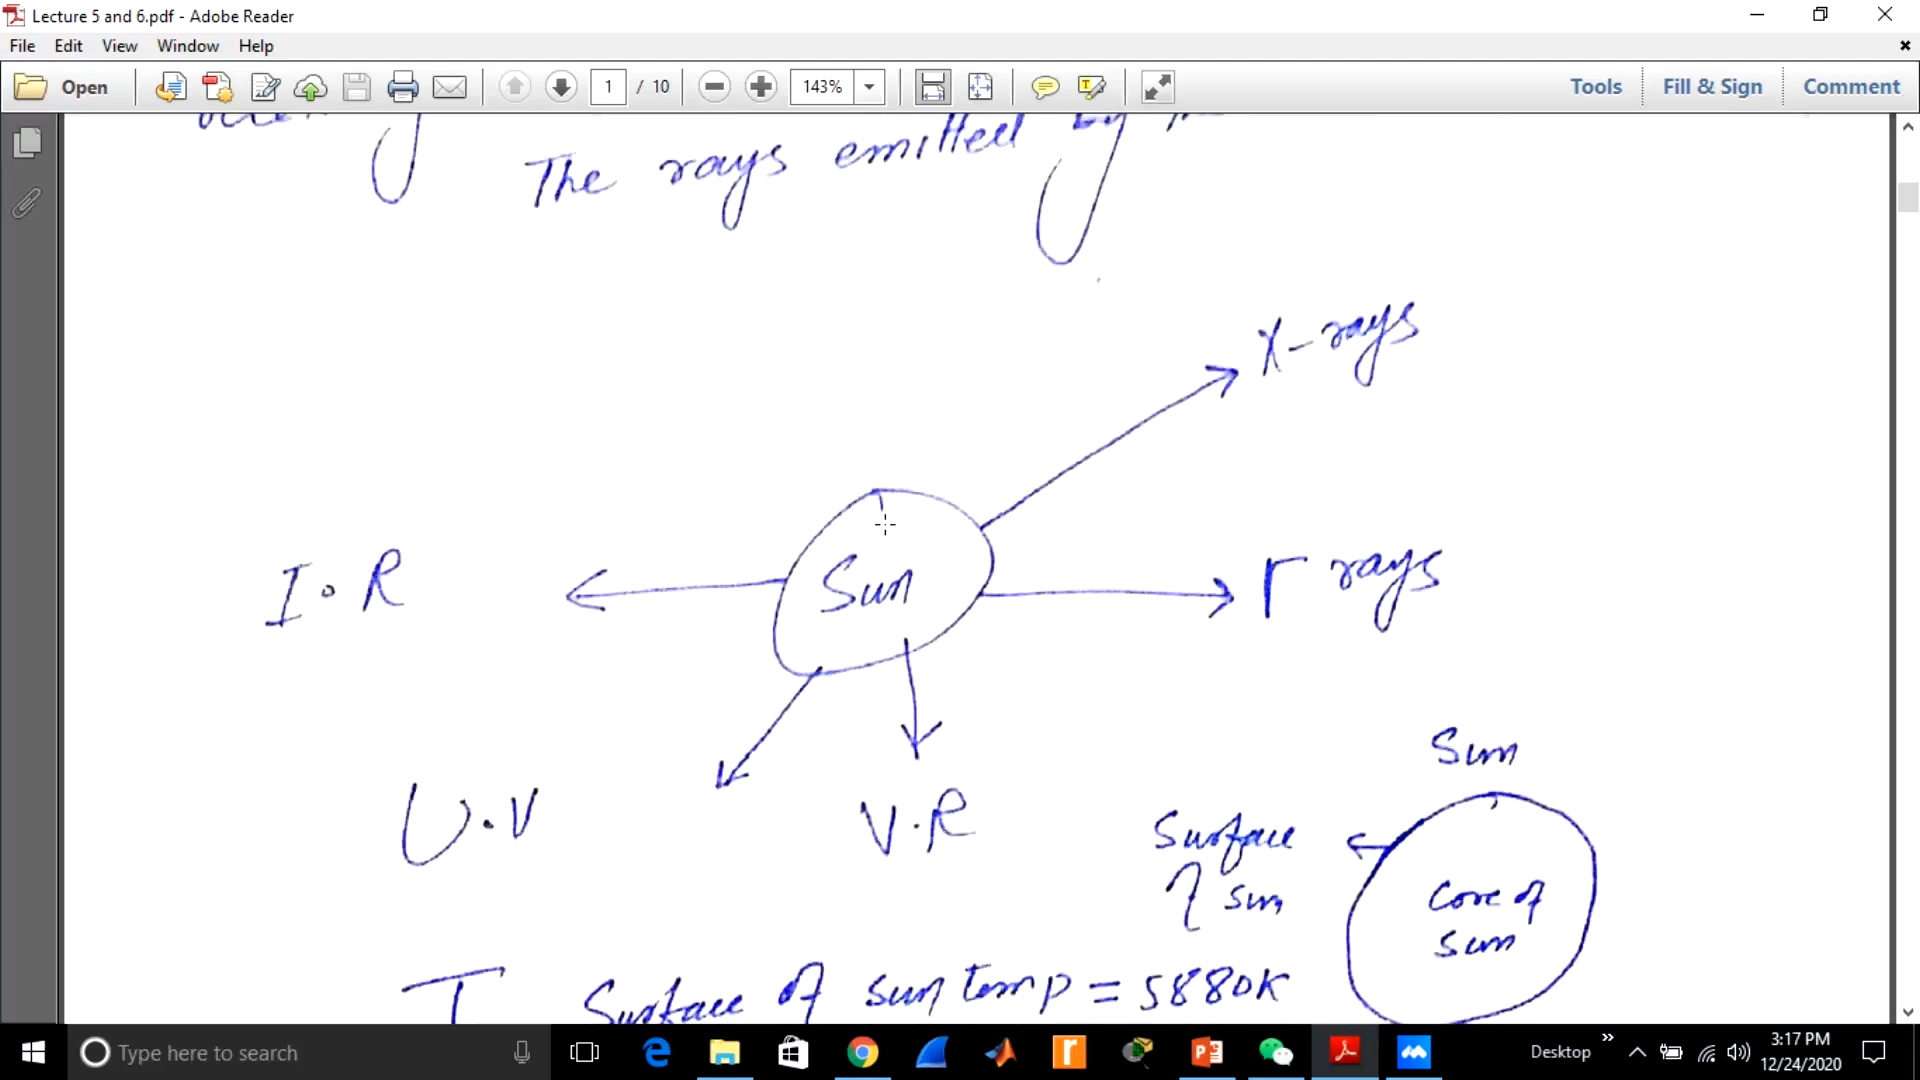 Lecture 5 and 6.pdf - Adobe Reader
File Edit View Window Help
Open 1 / 10 143% Tools Fill & Sign Comment
The rays emitted by
X-rays
I.R Sun Γ rays
U.V V.R
Sun
Surface
of sun
Core of
sun
Surface of sun temp = 5880K
Type here to search
Desktop
3:17 PM
12/24/2020